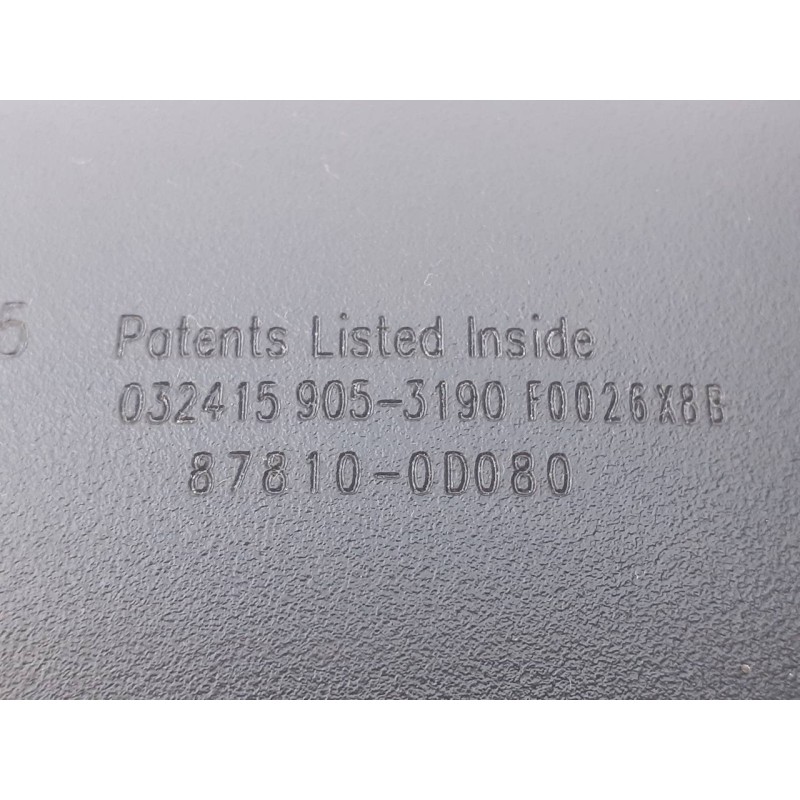 Patents Listed Inside
032415 905-3190 F0026X8B
87810-0D080